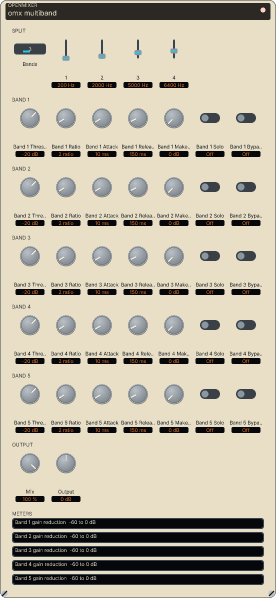 OPENMIXER
omx multiband
SPLIT
Bands
1 2 3 4
200 Hz 2000 Hz 5000 Hz 6400 Hz
BAND 1
Band 1 Thres.. Band 1 Ratio Band 1 Attack Band 1 Relea.. Band 1 Make.. Band 1 Solo Band 1 Bypa..
-20 dB 2 ratio 10 ms 150 ms 0 dB Off Off
BAND 2
Band 2 Thre.. Band 2 Ratio Band 2 Attack Band 2 Relea.. Band 2 Make.. Band 2 Solo Band 2 Bypa..
-20 dB 2 ratio 10 ms 150 ms 0 dB Off Off
BAND 3
Band 3 Thre.. Band 3 Ratio Band 3 Attack Band 3 Relea.. Band 3 Make.. Band 3 Solo Band 3 Bypa..
-20 dB 2 ratio 10 ms 150 ms 0 dB Off Off
BAND 4
Band 4 Thre.. Band 4 Ratio Band 4 Attack Band 4 Rele.. Band 4 Mak.. Band 4 Solo Band 4 Bypa..
-20 dB 2 ratio 10 ms 150 ms 0 dB Off Off
BAND 5
Band 5 Thre.. Band 5 Ratio Band 5 Attack Band 5 Relea.. Band 5 Make.. Band 5 Solo Band 5 Bypa..
-20 dB 2 ratio 10 ms 150 ms 0 dB Off Off
OUTPUT
Mix Output
100 % 0 dB
METERS
Band 1 gain reduction -60 to 0 dB
Band 2 gain reduction -60 to 0 dB
Band 3 gain reduction -60 to 0 dB
Band 4 gain reduction -60 to 0 dB
Band 5 gain reduction -60 to 0 dB